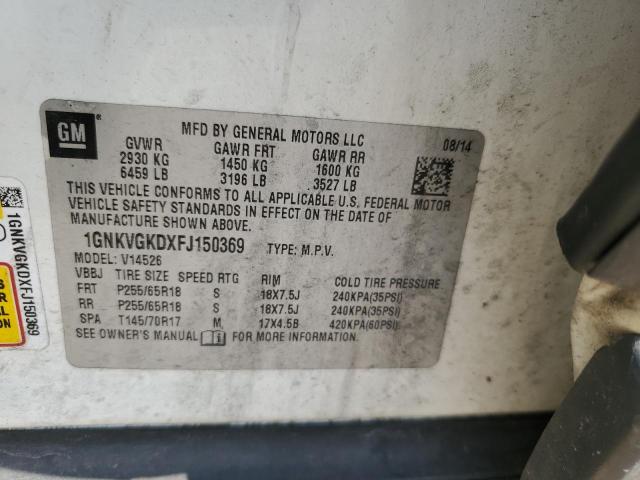 GM ®
MFD BY GENERAL MOTORS LLC
08/14
GVWR GAWR FRT GAWR RR
2930 KG 1450 KG 1600 KG
6459 LB 3196 LB 3527 LB
THIS VEHICLE CONFORMS TO ALL APPLICABLE U.S. FEDERAL MOTOR
VEHICLE SAFETY STANDARDS IN EFFECT ON THE DATE OF
MANUFACTURE SHOWN ABOVE.
1GNKVGKDXFJ150369 TYPE: M.P.V.
MODEL: V14526
VBBJ TIRE SIZE SPEED RTG RIM COLD TIRE PRESSURE
FRT P255/65R18 S 18X7.5J 240KPA(35PSI)
RR P255/65R18 S 18X7.5J 240KPA(35PSI)
SPA T145/70R17 M 17X4.5B 420KPA(60PSI)
SEE OWNER'S MANUAL FOR MORE INFORMATION.
1GNKVGKDXFJ150369